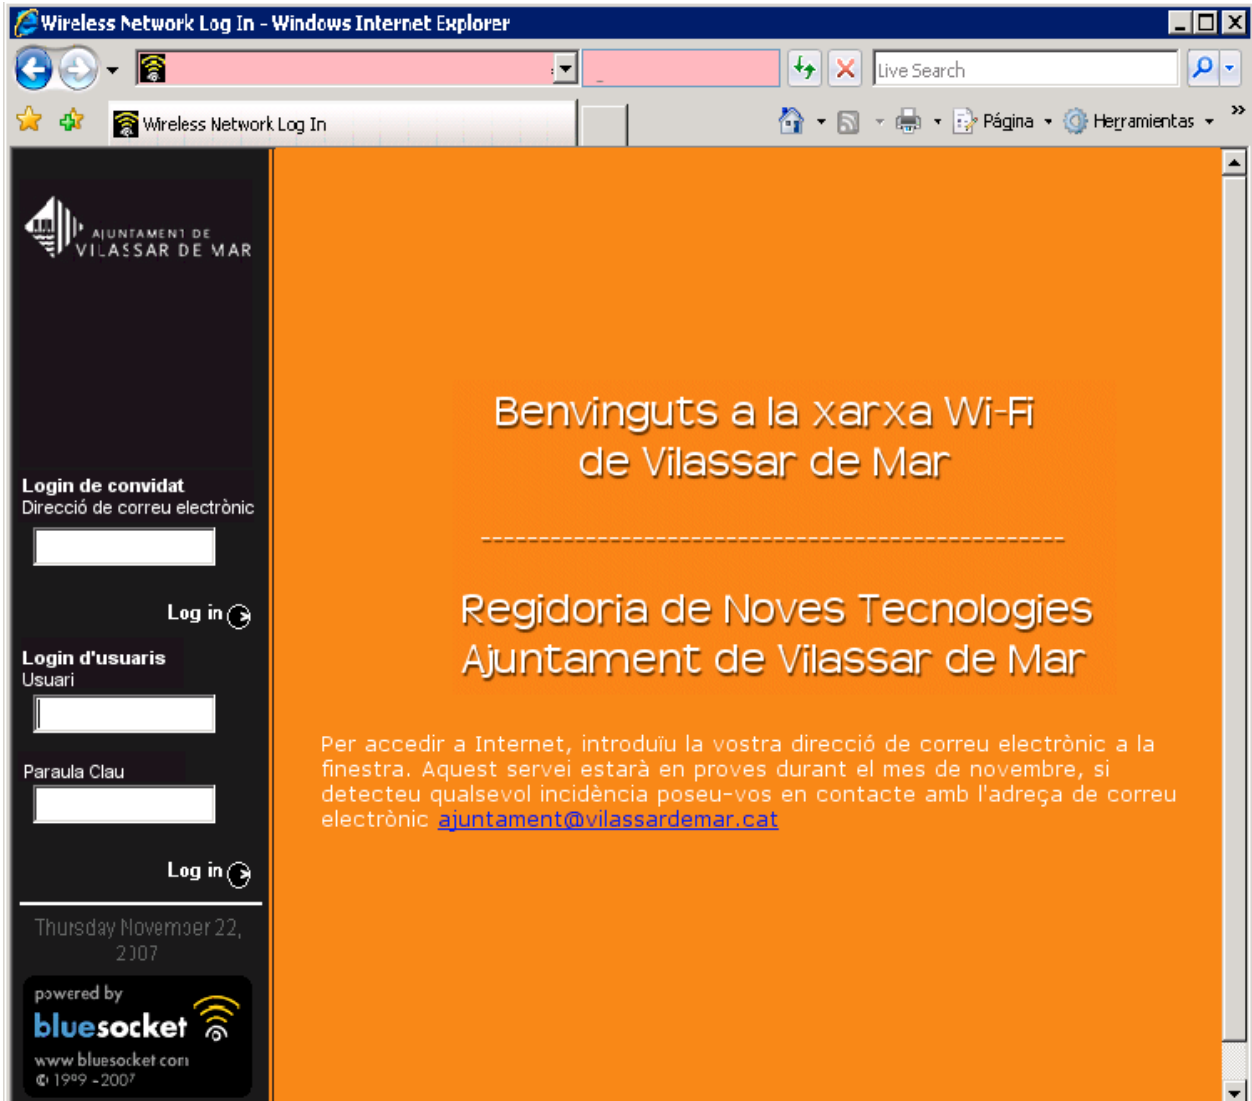 Wireless Network Log In - Windows Internet Explorer
Live Search
Wireless Network Log In
Página
Herramientas
AJUNTAMENT DE
VILASSAR DE MAR
Login de convidat
Direcció de correu electrònic
Log in
Login d'usuaris
Usuari
Paraula Clau
Log in
Thursday November 22,
2007
powered by
bluesocket
www.bluesocket.com
© 1999 -2007
Benvinguts a la xarxa Wi-Fi
de Vilassar de Mar
--------------------------------------------------
Regidoria de Noves Tecnologies
Ajuntament de Vilassar de Mar
Per accedir a Internet, introduïu la vostra direcció de correu electrònic a la
finestra. Aquest servei estarà en proves durant el mes de novembre, si
detecteu qualsevol incidència poseu-vos en contacte amb l'adreça de correu
electrònic ajuntament@vilassardemar.cat